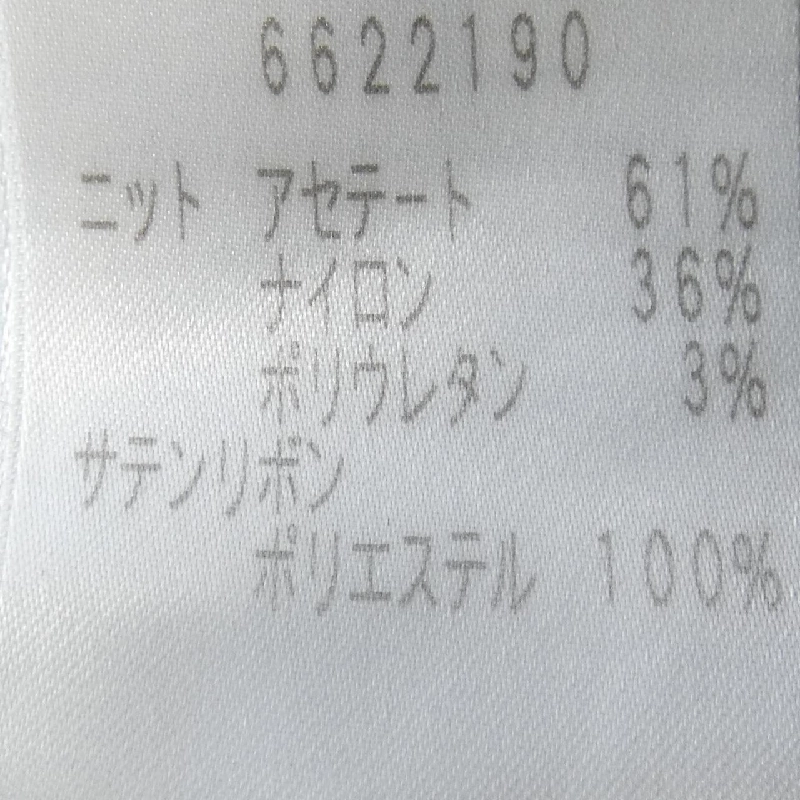 6622190
ニット アセテート 61%
ナイロン 36%
ポリウレタン 3%
サテンリボン
ポリエステル 100%